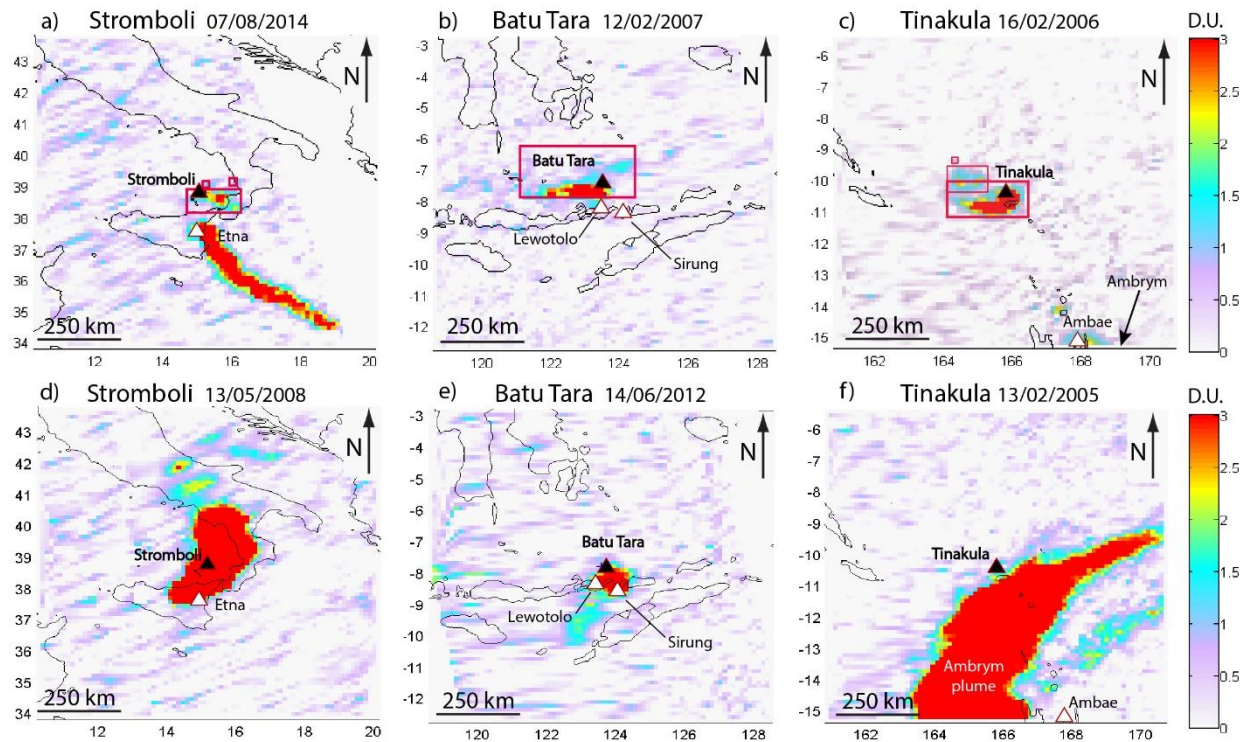 a) Stromboli 07/08/2014
43
42
41
40
39
38
37
36
35
34
12
14
16
18
20
N
Stromboli
Etna
250 km
b) Batu Tara 12/02/2007
-3
-4
-5
-6
-7
-8
-9
-10
-11
-12
120
122
124
126
128
N
Batu Tara
Lewotolo
Sirung
250 km
c) Tinakula 16/02/2006
-6
-7
-8
-9
-10
-11
-12
-13
-14
-15
162
164
166
168
170
N
Tinakula
Ambrym
Ambae
250 km
D.U.
3
2.5
2
1.5
1
0.5
0
d) Stromboli 13/05/2008
43
42
41
40
39
38
37
36
35
34
12
14
16
18
20
N
Stromboli
Etna
250 km
e) Batu Tara 14/06/2012
-3
-4
-5
-6
-7
-8
-9
-10
-11
-12
120
122
124
126
128
N
Batu Tara
Lewotolo
Sirung
250 km
f) Tinakula 13/02/2005
-6
-7
-8
-9
-10
-11
-12
-13
-14
-15
162
164
166
168
170
N
Tinakula
Ambrym
plume
Ambae
250 km
D.U.
3
2.5
2
1.5
1
0.5
0